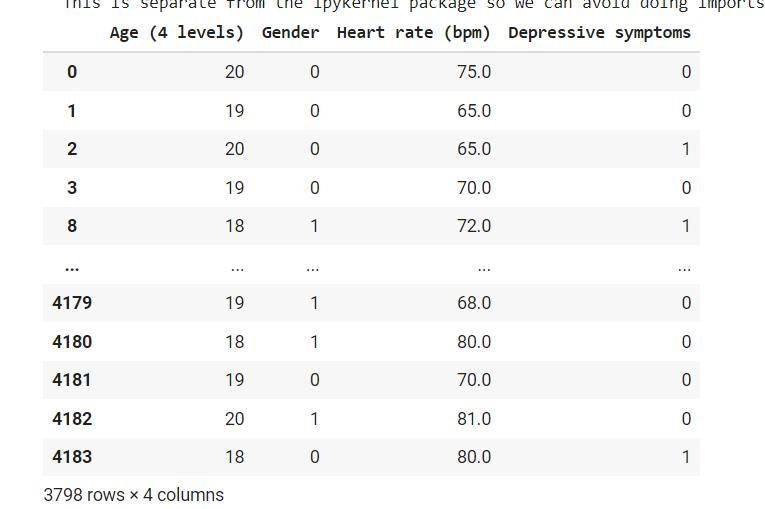 This is separate from the ipykernel package so we can avoid doing imports
Age (4 levels) Gender Heart rate (bpm) Depressive symptoms
0 20 0 75.0 0
1 19 0 65.0 0
2 20 0 65.0 1
3 19 0 70.0 0
8 18 1 72.0 1
... ... ... ... ...
4179 19 1 68.0 0
4180 18 1 80.0 0
4181 19 0 70.0 0
4182 20 1 81.0 0
4183 18 0 80.0 1
3798 rows × 4 columns